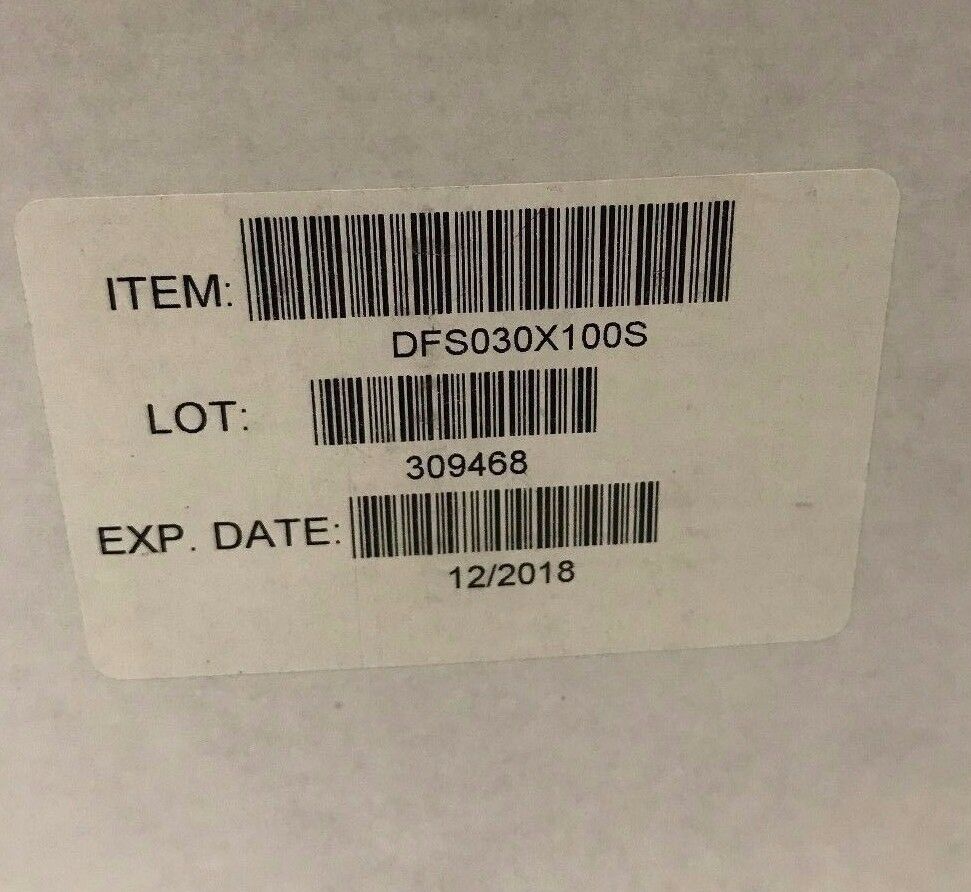 ITEM:
DFS030X100S
LOT:
309468
EXP. DATE:
12/2018